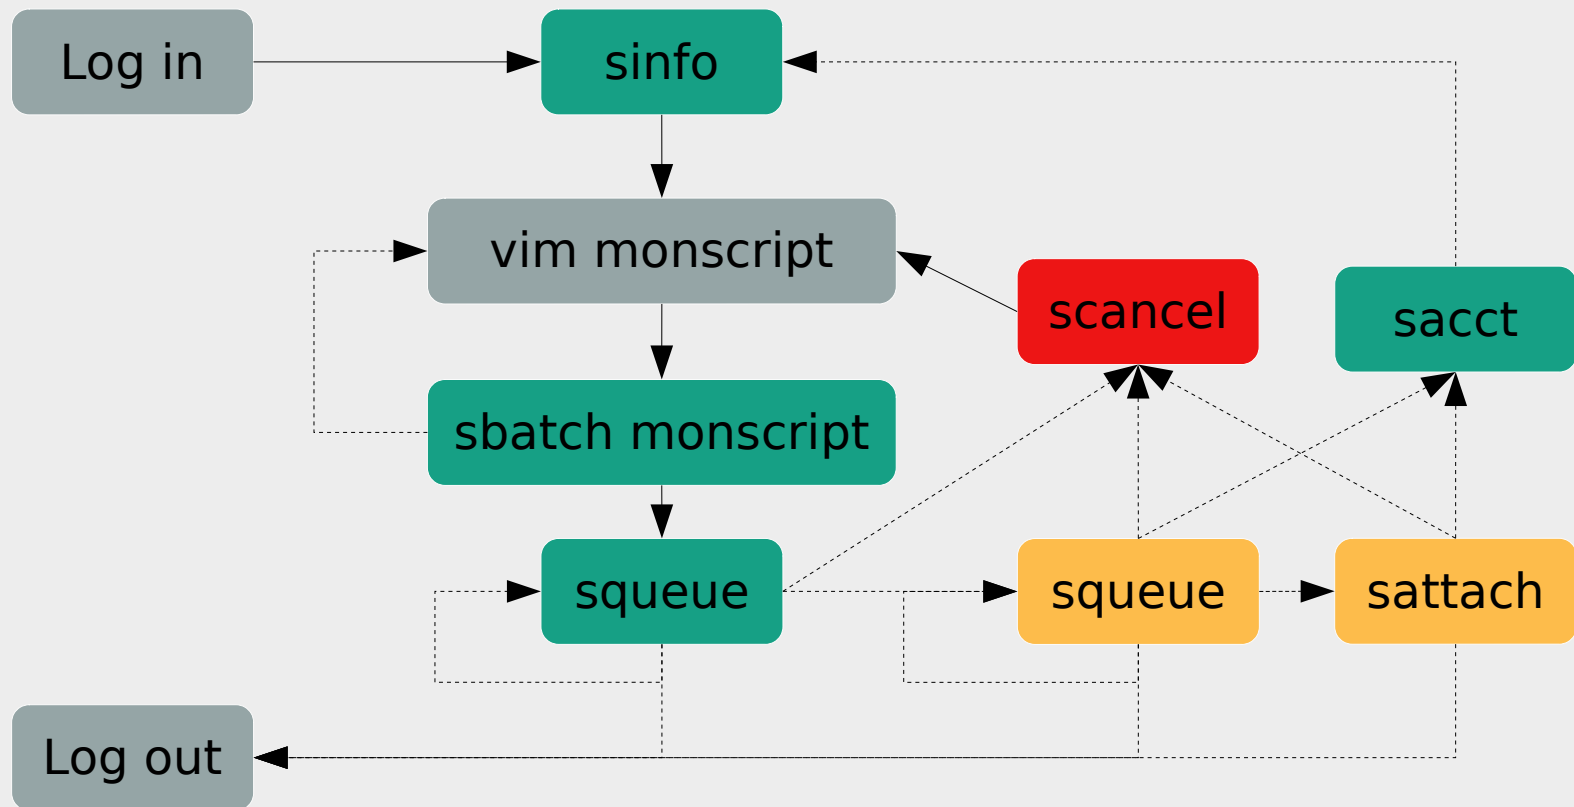 Log in
sinfo
vim monscript
scancel
sacct
sbatch monscript
squeue
squeue
sattach
Log out